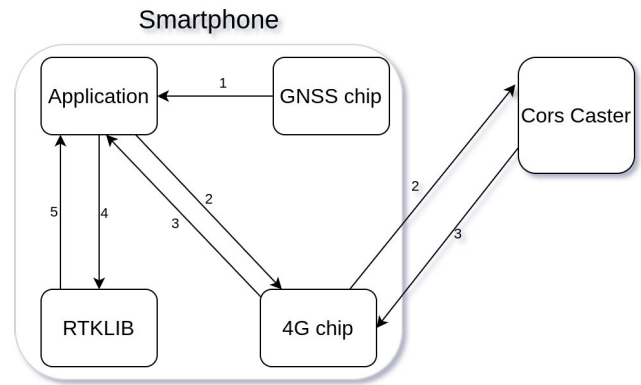 Smartphone
Application
1
GNSS chip
Cors Caster
2
2
5
4
3
3
RTKLIB
4G chip